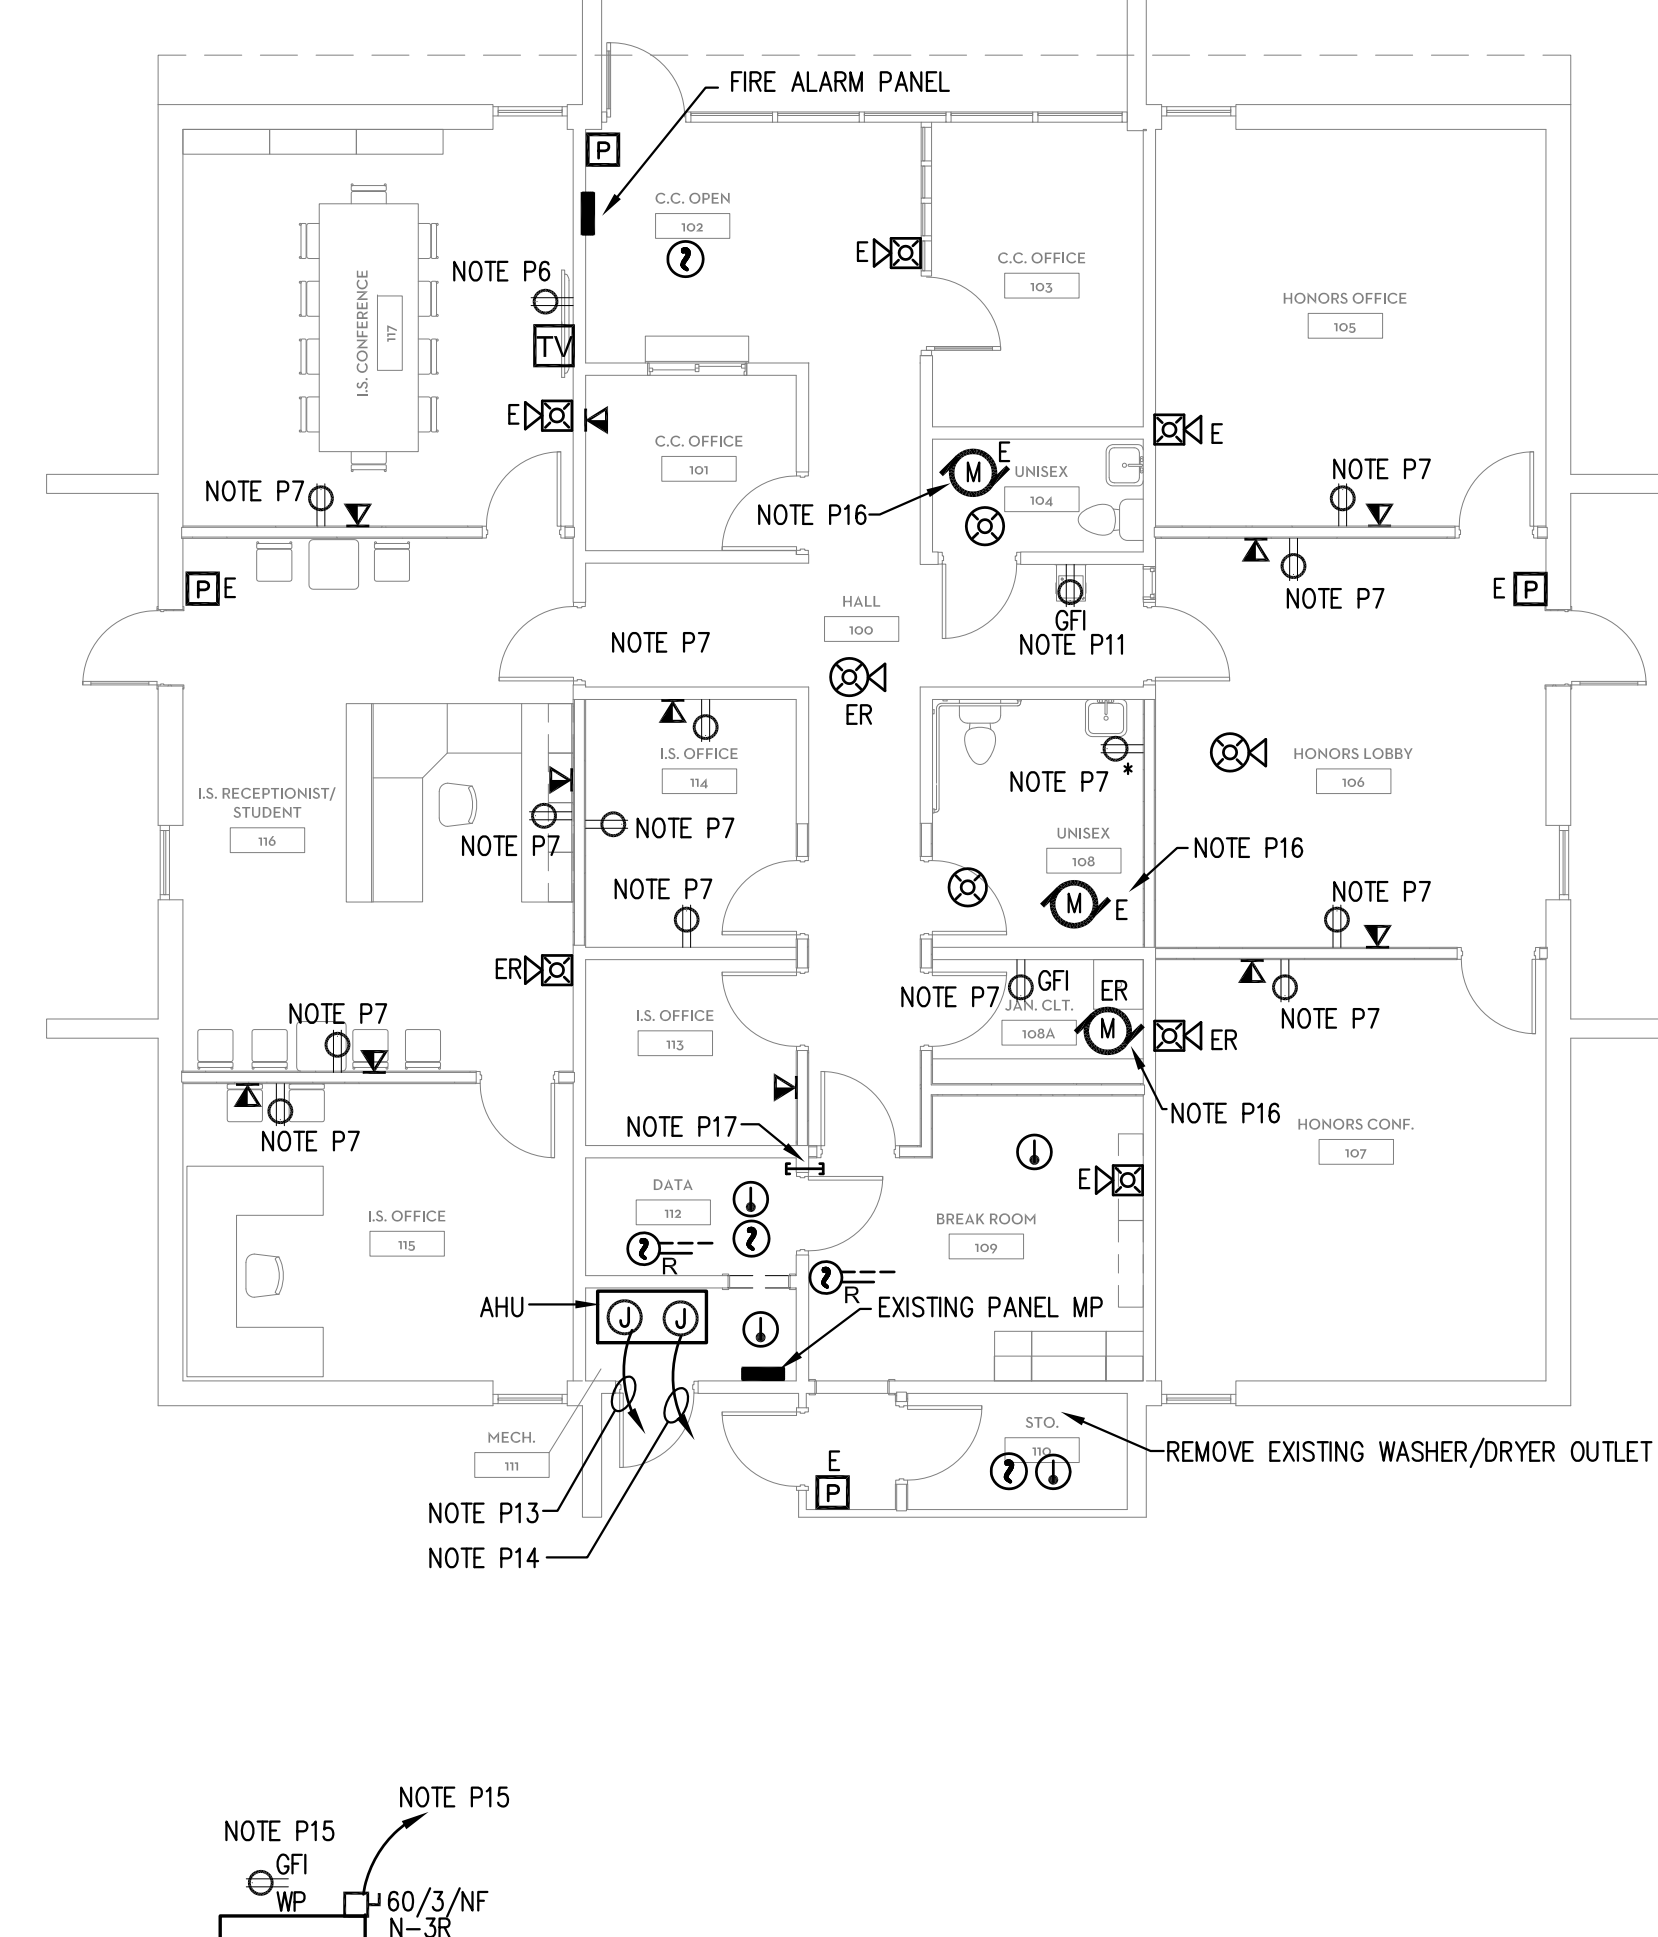 FIRE ALARM PANEL
P
C.C. OPEN
102
E
NOTE P6
C.C. OFFICE
103
HONORS OFFICE
105
I.S. CONFERENCE
117
TV
E
E
C.C. OFFICE
101
M
E
UNISEX
104
NOTE P7
NOTE P7
NOTE P16
P E
E P
NOTE P7
HALL
100
GFI
NOTE P11
NOTE P7
ER
I.S. OFFICE
114
NOTE P7 *
HONORS LOBBY
106
I.S. RECEPTIONIST/
STUDENT
116
NOTE P7
NOTE P7
UNISEX
108
NOTE P16
NOTE P7
NOTE P7
M
E
ER
NOTE P7
GFI
JAN. CLT.
108A
ER
M
ER
NOTE P7
I.S. OFFICE
113
NOTE P7
NOTE P17
NOTE P16
HONORS CONF.
107
NOTE P7
E
DATA
112
I.S. OFFICE
115
BREAK ROOM
109
R
R
AHU
J
J
EXISTING PANEL MP
MECH.
111
STO.
110
REMOVE EXISTING WASHER/DRYER OUTLET
E
P
NOTE P13
NOTE P14
NOTE P15
NOTE P15
GFI
WP
60/3/NF
N-3R